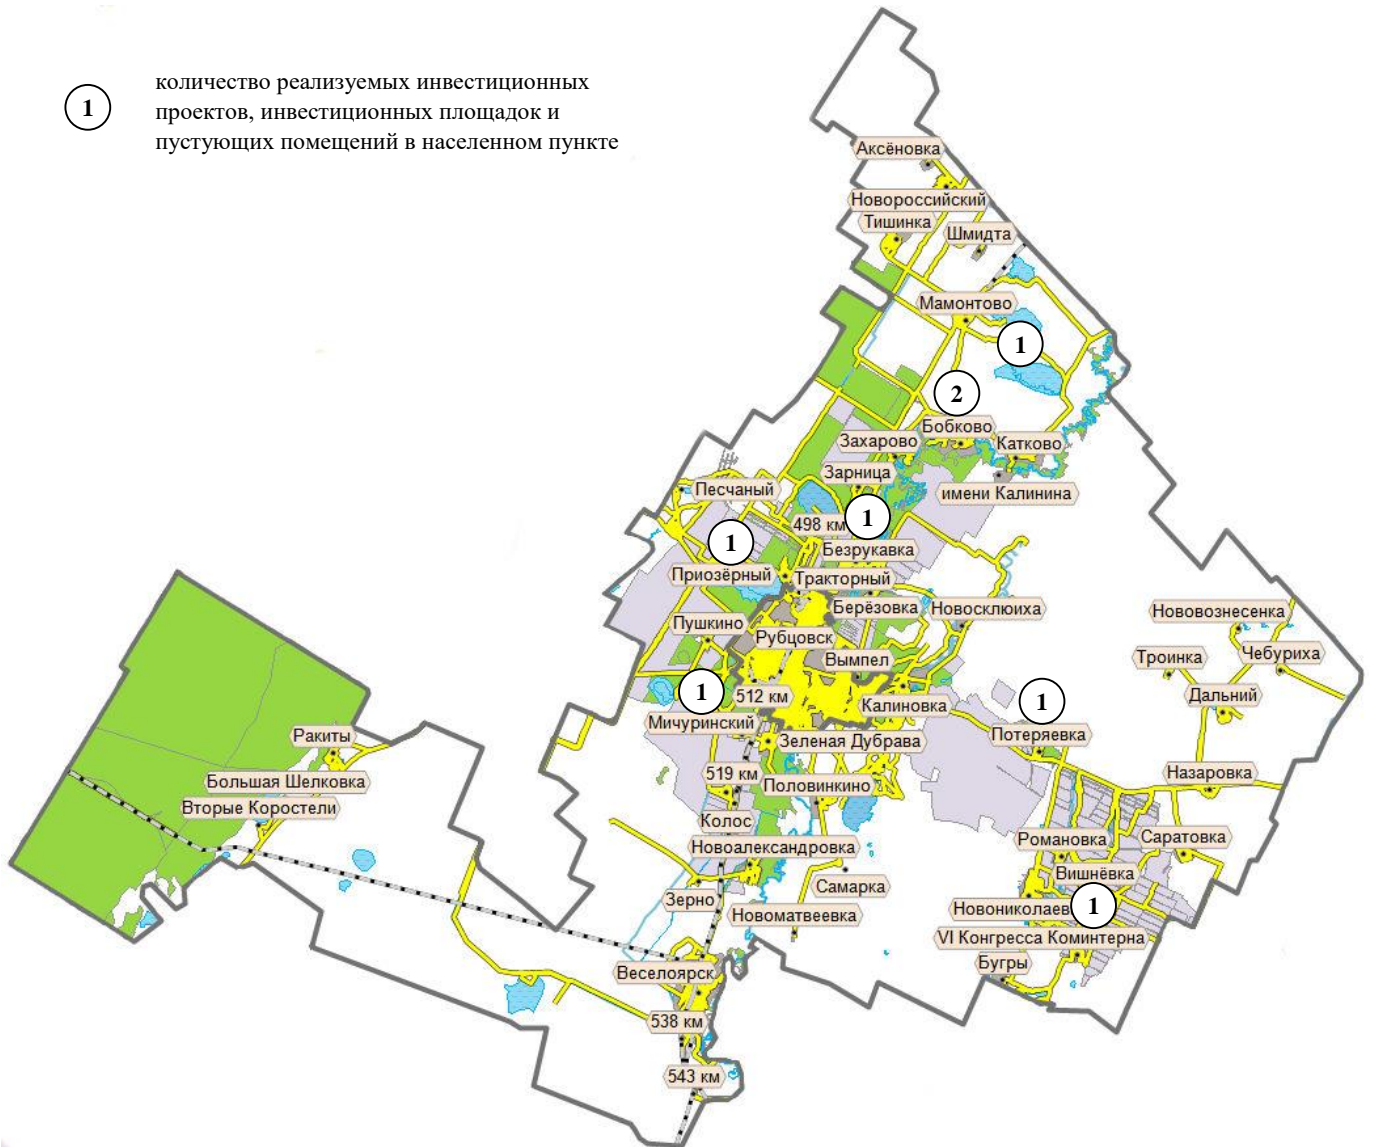 количество реализуемых инвестиционных
1
проектов, инвестиционных площадок и
пустующих помещений в населенном пункте
Аксёновка
Новороссийский
Тишинка
Шмидта
Мамонтово
1
2
Бобково
Захарово
Катково
Зарница
Песчаный
имени Калинина
498 км
1
1
Безрукавка
Приозёрный
Тракторный
Берёзовка
Новосклюиха
Нововознесенка
Пушкино
Рубцовск
Вымпел
Троинка
Чебуриха
1
512 км
Калиновка
1
Дальний
Мичуринский
Ракиты
Зеленая Дубрава
Потеряевка
Большая Шелковка
519 км
Половинкино
Назаровка
Вторые Коростели
Колос
Новоалександровка
Романовка
Саратовка
Вишнёвка
Самарка
Зерно
Новоматвеевка
Новониколаев
1
VI Конгресса Коминтерна
Бугры
Веселоярск
538 км
543 км